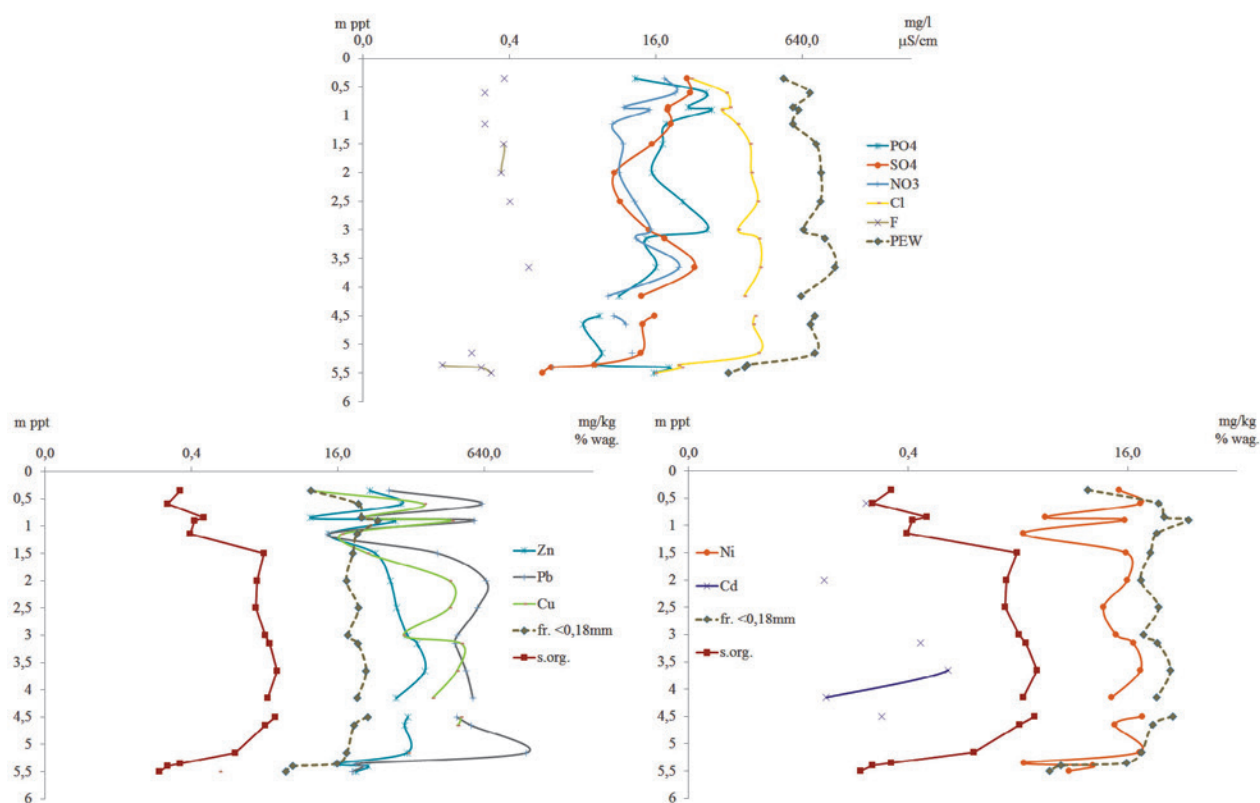 m ppt
mg/l
µS/cm
0,0 0,4 16,0 640,0
0
0,5
1
1,5
2
2,5
3
3,5
4
4,5
5
5,5
6
PO4
SO4
NO3
Cl
F
PEW
m ppt
mg/kg
% wag.
0,0 0,4 16,0 640,0
0
0,5
1
1,5
2
2,5
3
3,5
4
4,5
5
5,5
6
Zn
Pb
Cu
fr. <0,18mm
s.org.
m ppt
mg/kg
% wag.
0,0 0,4 16,0
0
0,5
1
1,5
2
2,5
3
3,5
4
4,5
5
5,5
6
Ni
Cd
fr. <0,18mm
s.org.